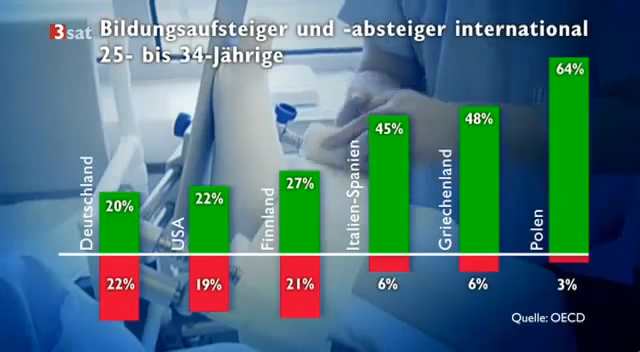 3sat
Bildungsaufsteiger und -absteiger international
25- bis 34-Jährige
Deutschland 20% 22%
USA 22% 19%
Finnland 27% 21%
Italien-Spanien 45% 6%
Griechenland 48% 6%
Polen 64% 3%
Quelle: OECD